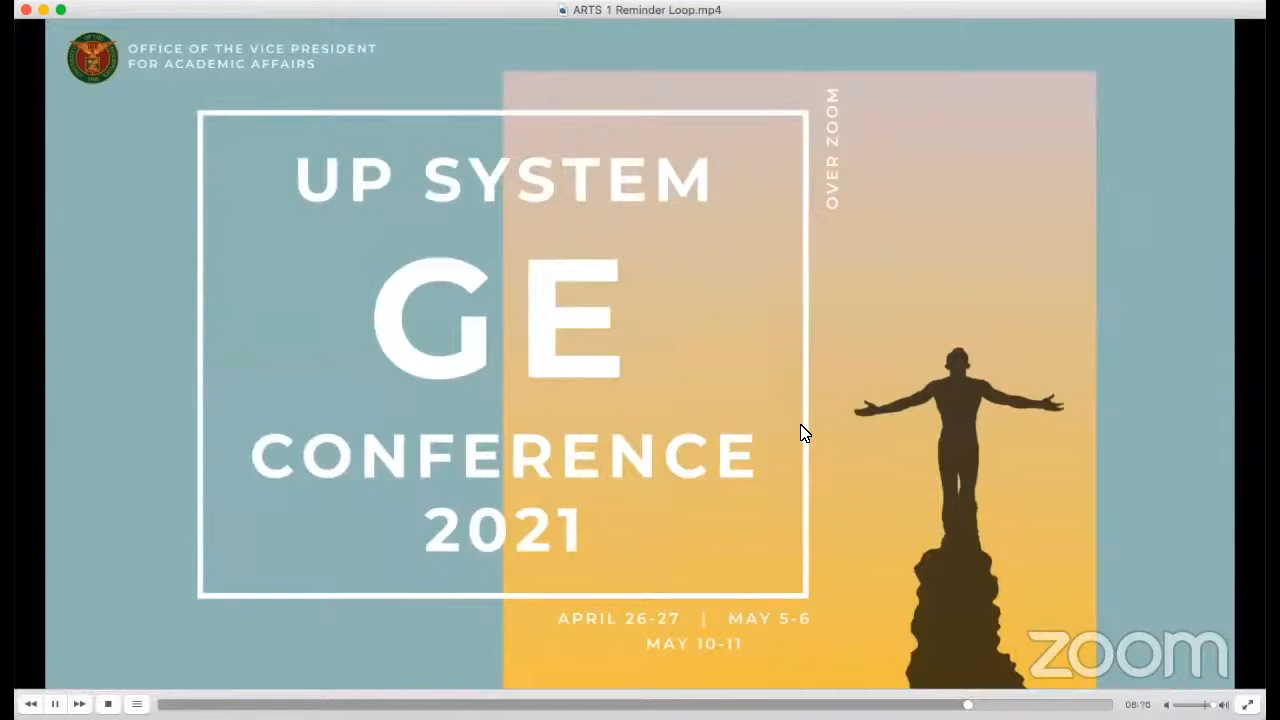 ARTS 1 Reminder Loop.mp4
OFFICE OF THE VICE PRESIDENT
FOR ACADEMIC AFFAIRS
OVER ZOOM
UP SYSTEM
GE
CONFERENCE
2021
APRIL 26-27 | MAY 5-6
MAY 10-11
zoom